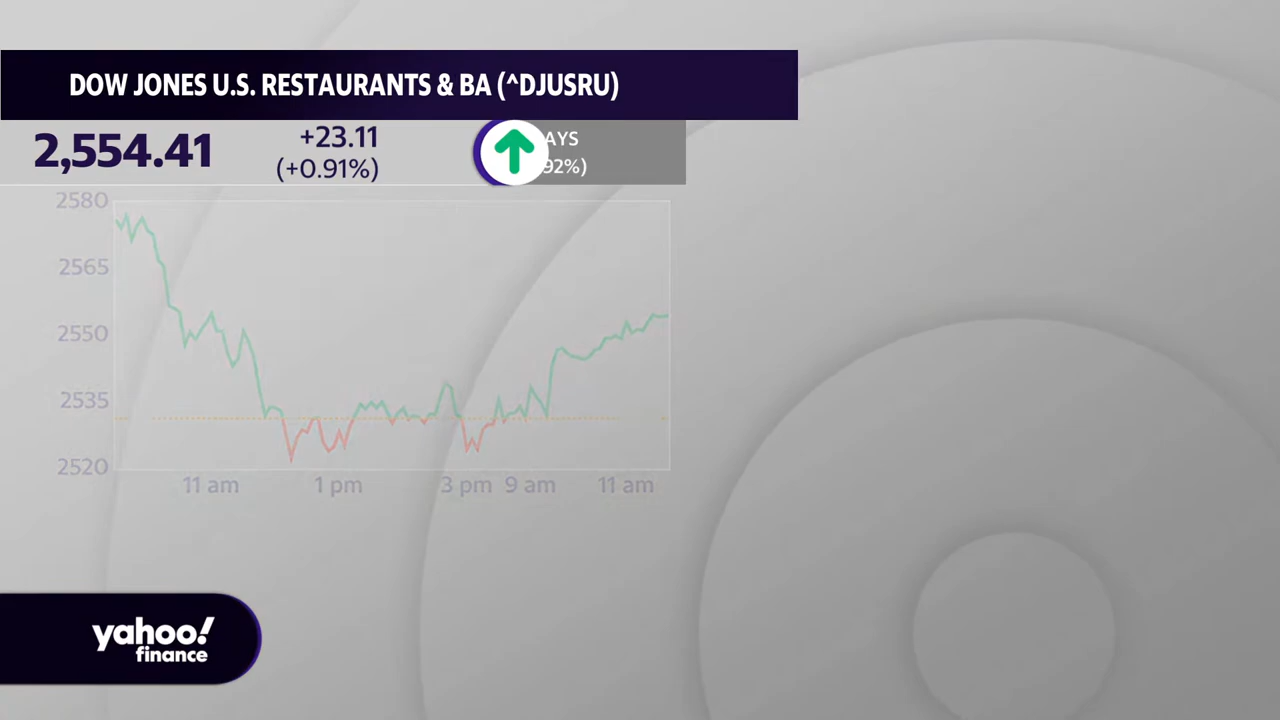 DOW JONES U.S. RESTAURANTS & BA (^DJUSRU)
2,554.41
+23.11
(+0.91%)
AYS
92%)
2580
2565
2550
2535
2520
11 am
1 pm
3 pm
9 am
11 am
yahoo!
finance